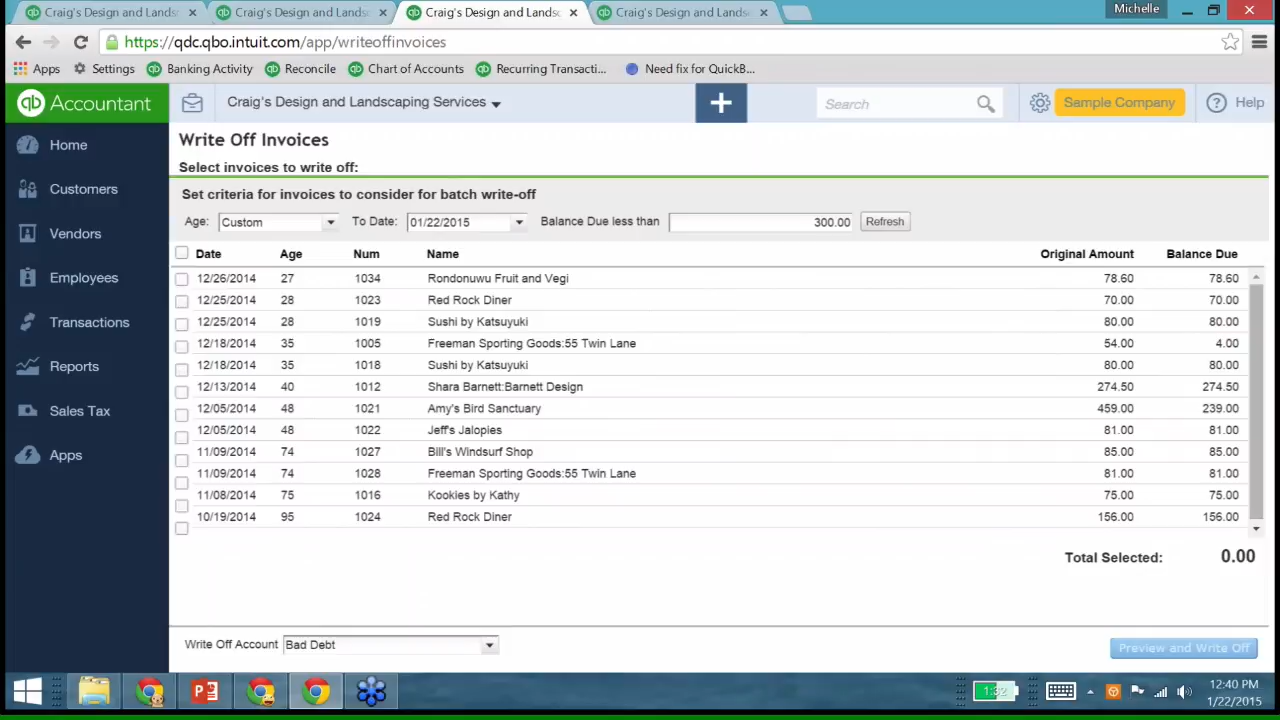 Craig's Design and Landsc Craig's Design and Landsc Craig's Design and Landsc Craig's Design and Landsc Michelle
https://qdc.qbo.intuit.com/app/writeoffinvoices
Apps Settings Banking Activity Reconcile Chart of Accounts Recurring Transacti... Need fix for QuickB...
qb Accountant Craig's Design and Landscaping Services + Search Sample Company ? Help
Home
Customers
Vendors
Employees
Transactions
Reports
Sales Tax
Apps
Write Off Invoices
Select invoices to write off:
Set criteria for invoices to consider for batch write-off
Age: Custom To Date: 01/22/2015 Balance Due less than 300.00 Refresh
Date Age Num Name Original Amount Balance Due
12/26/2014 27 1034 Rondonuwu Fruit and Vegi 78.60 78.60
12/25/2014 28 1023 Red Rock Diner 70.00 70.00
12/25/2014 28 1019 Sushi by Katsuyuki 80.00 80.00
12/18/2014 35 1005 Freeman Sporting Goods:55 Twin Lane 54.00 4.00
12/18/2014 35 1018 Sushi by Katsuyuki 80.00 80.00
12/13/2014 40 1012 Shara Barnett:Barnett Design 274.50 274.50
12/05/2014 48 1021 Amy's Bird Sanctuary 459.00 239.00
12/05/2014 48 1022 Jeff's Jalopies 81.00 81.00
11/09/2014 74 1027 Bill's Windsurf Shop 85.00 85.00
11/09/2014 74 1028 Freeman Sporting Goods:55 Twin Lane 81.00 81.00
11/08/2014 75 1016 Kookies by Kathy 75.00 75.00
10/19/2014 95 1024 Red Rock Diner 156.00 156.00
Total Selected: 0.00
Write Off Account Bad Debt Preview and Write Off
1:32 12:40 PM
1/22/2015